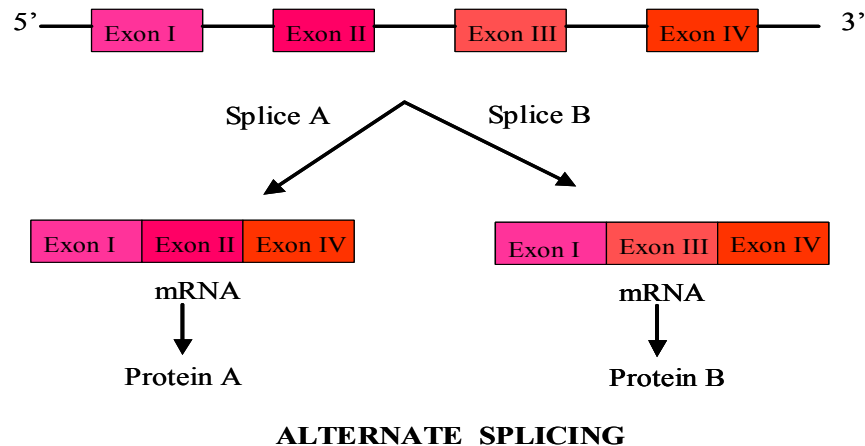 5’ Exon I Exon II Exon III Exon IV 3’
Splice A Splice B
Exon I Exon II Exon IV Exon I Exon III Exon IV
mRNA mRNA
Protein A Protein B
ALTERNATE SPLICING